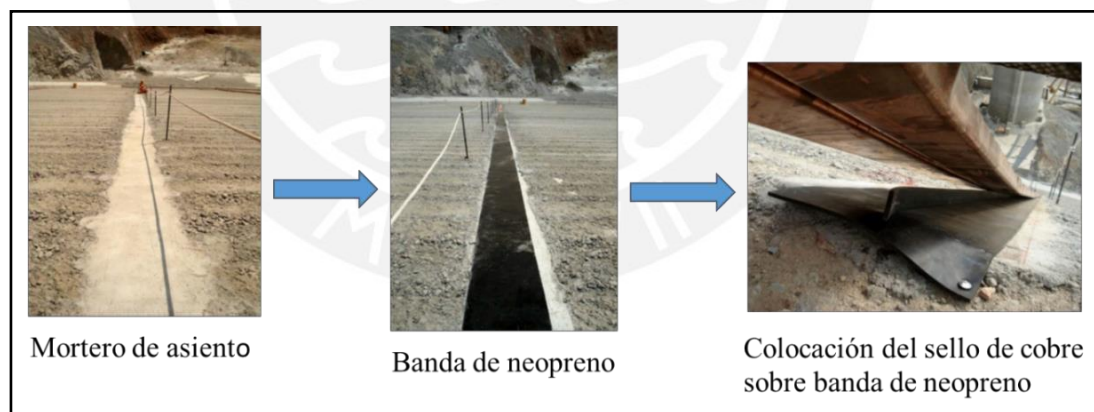 Mortero de asiento
Banda de neopreno
Colocación del sello de cobre
sobre banda de neopreno